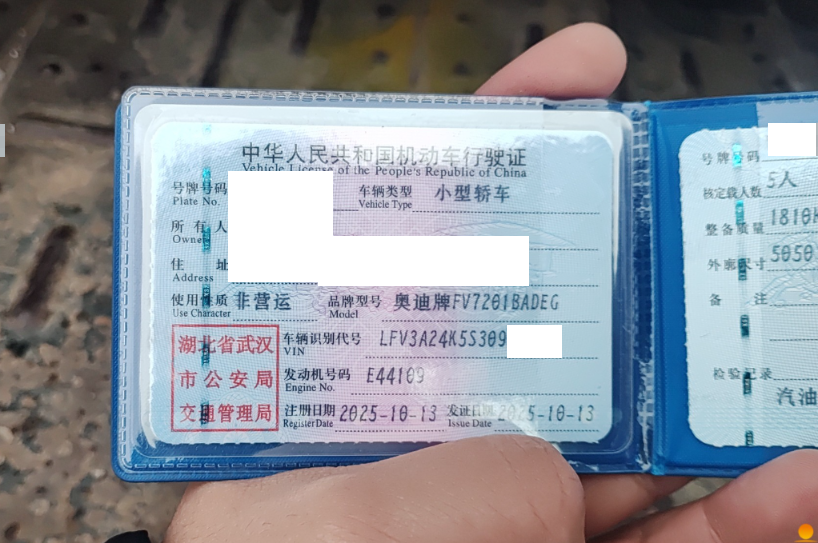 中华人民共和国机动车行驶证
Vehicle License of the People's Republic of China
号牌号码
Plate No.
车辆类型 小型轿车
Vehicle Type
所有人
Owner
住址
Address
使用性质 非营运
Use Character
品牌型号 奥迪牌FV7201BADEG
Model
湖北省武汉
市公安局
交通管理局
车辆识别代号 LFV3A24K5S309
VIN
发动机号码 E44109
Engine No.
注册日期 2025-10-13
Register Date
发证日期 2025-10-13
Issue Date
号牌号码
核定载人数 5人
整备质量 1810
外廓尺寸 5050
备注
检验记录
汽油